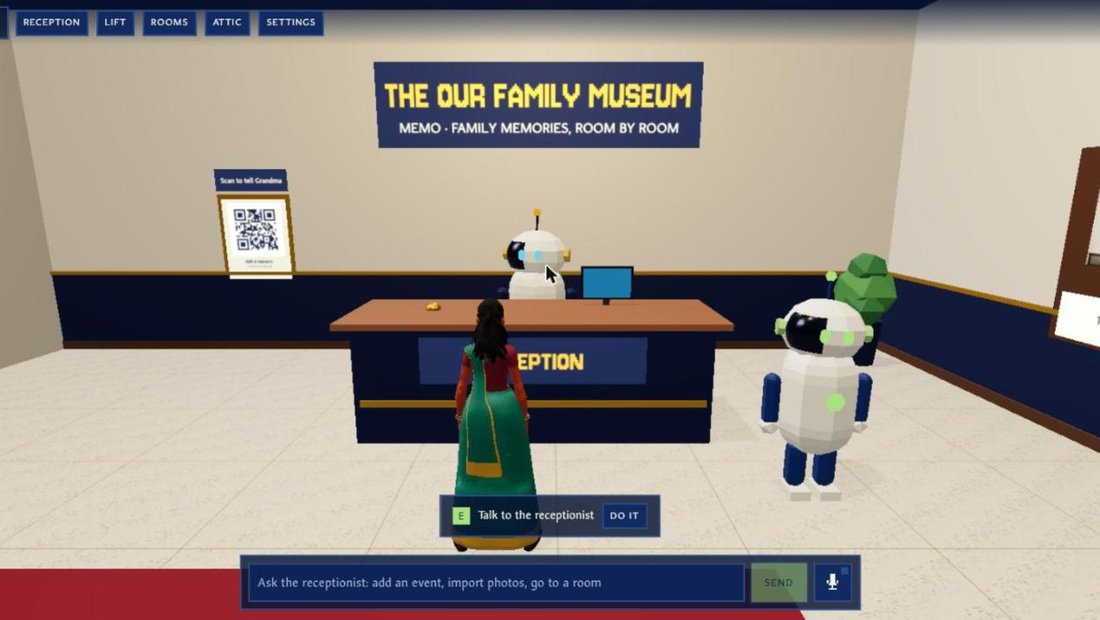 RECEPTION
LIFT
ROOMS
ATTIC
SETTINGS
THE OUR FAMILY MUSEUM
MEMO · FAMILY MEMORIES, ROOM BY ROOM
Scan to tell Grandma
EPTION
E Talk to the receptionist DO IT
Ask the receptionist: add an event, import photos, go to a room
SEND